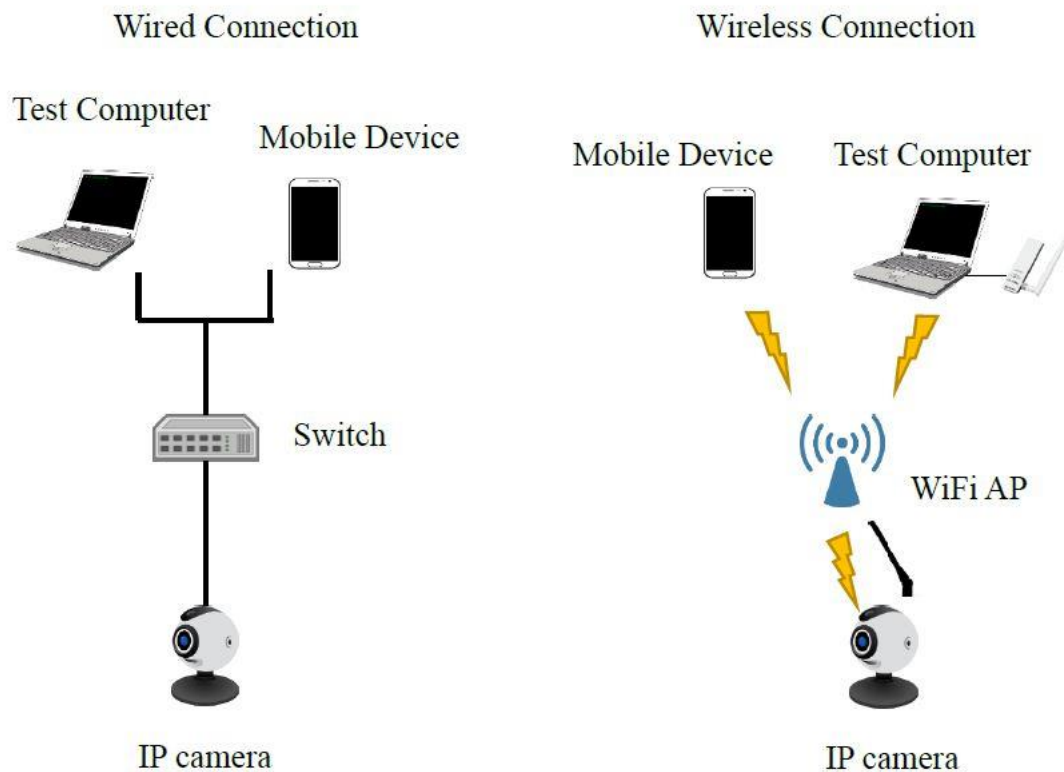 Wired Connection
Wireless Connection
Test Computer
Mobile Device
Mobile Device
Test Computer
Switch
WiFi AP
IP camera
IP camera